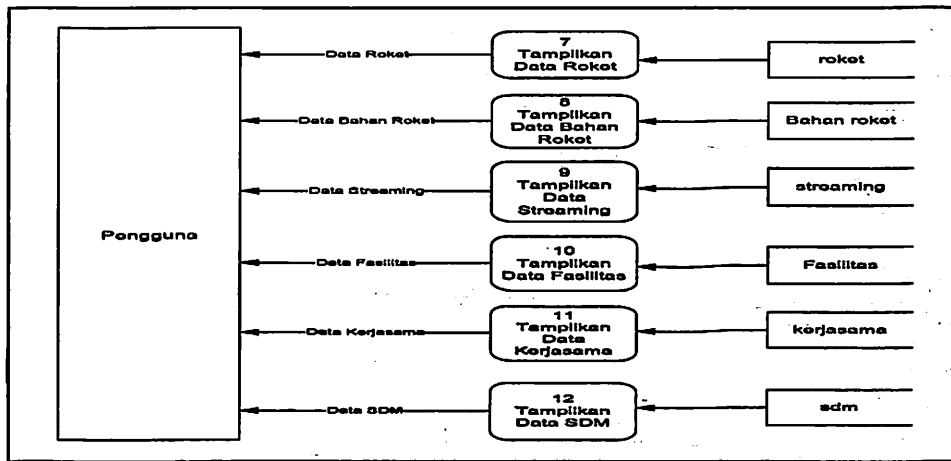 7
Tampilkan
Data Roket
Data Roket
roket
8
Tampilkan
Data Bahan
Roket
Data Bahan Roket
Bahan roket
9
Tampilkan
Data
Streaming
Data Streaming
streaming
Pengguna
10
Tampilkan
Data Fasilitas
Data Fasilitas
Fasilitas
11
Tampilkan
Data
Kerjasama
Data Kerjasama
kerjasama
12
Tampilkan
Data SDM
Data SDM
sdm